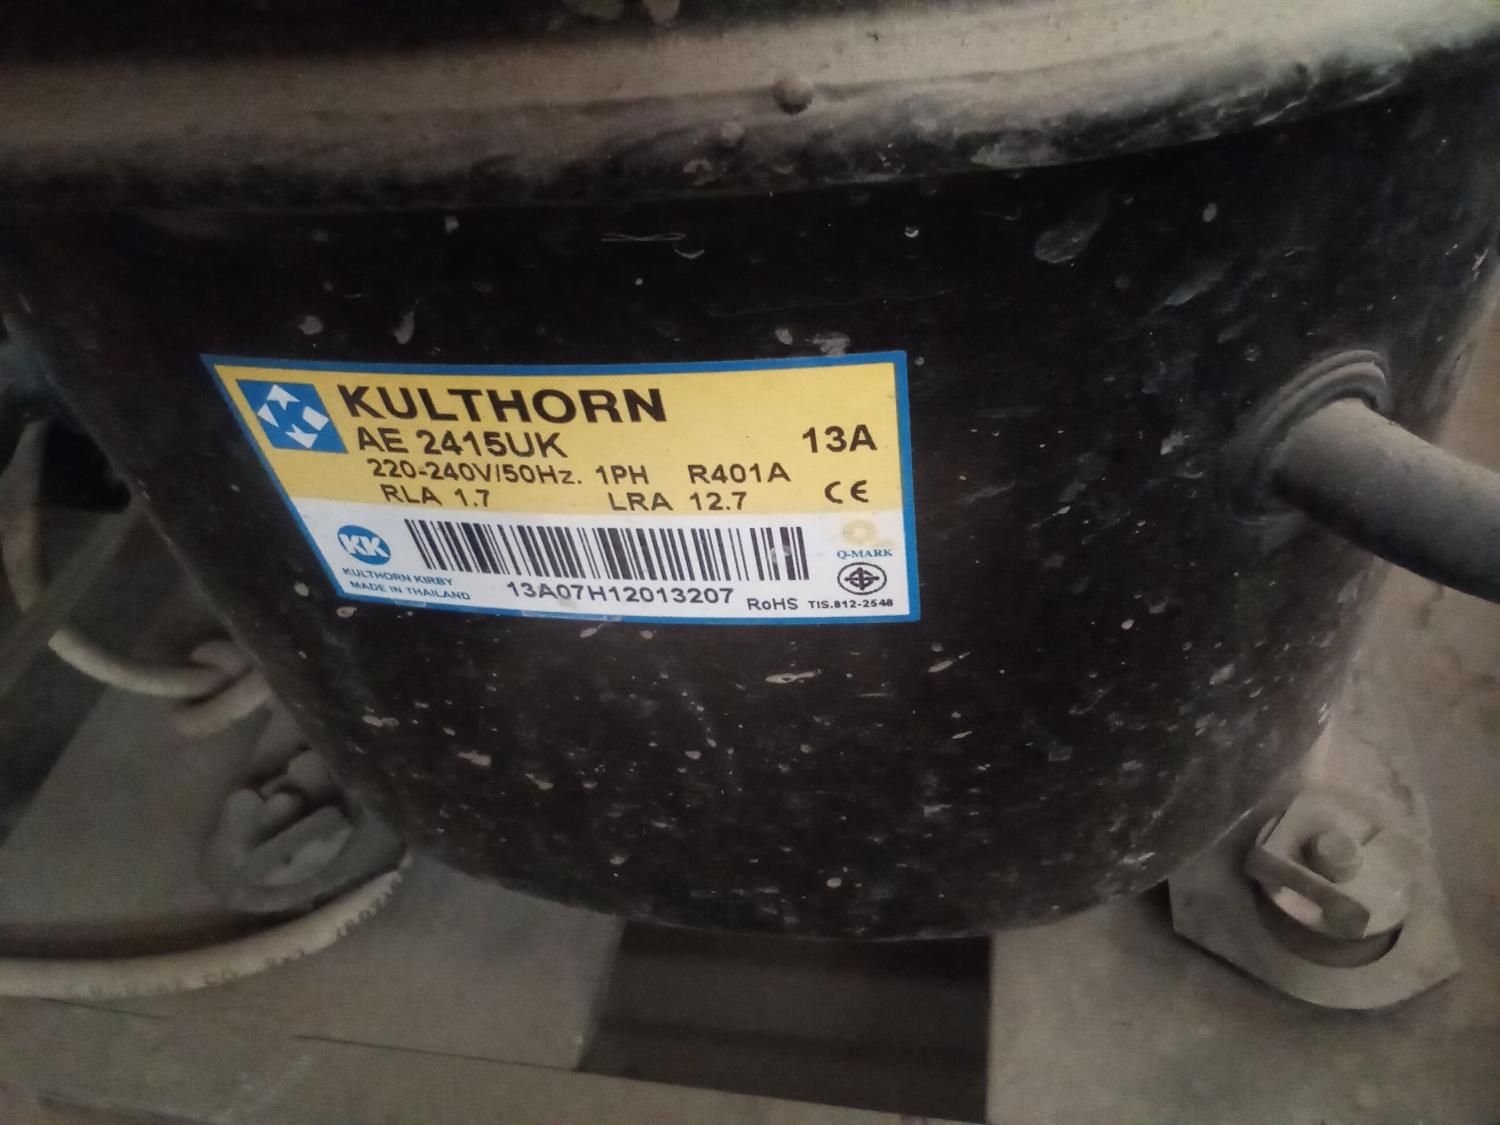 KULTHORN
AE 2415UK 13A
220-240V/50Hz. 1PH R401A
RLA 1.7 LRA 12.7 CE
K
KK
KULTHORN KIRBY
MADE IN THAILAND
13A07H12013207
RoHS
Q-MARK
TIS.812-2548